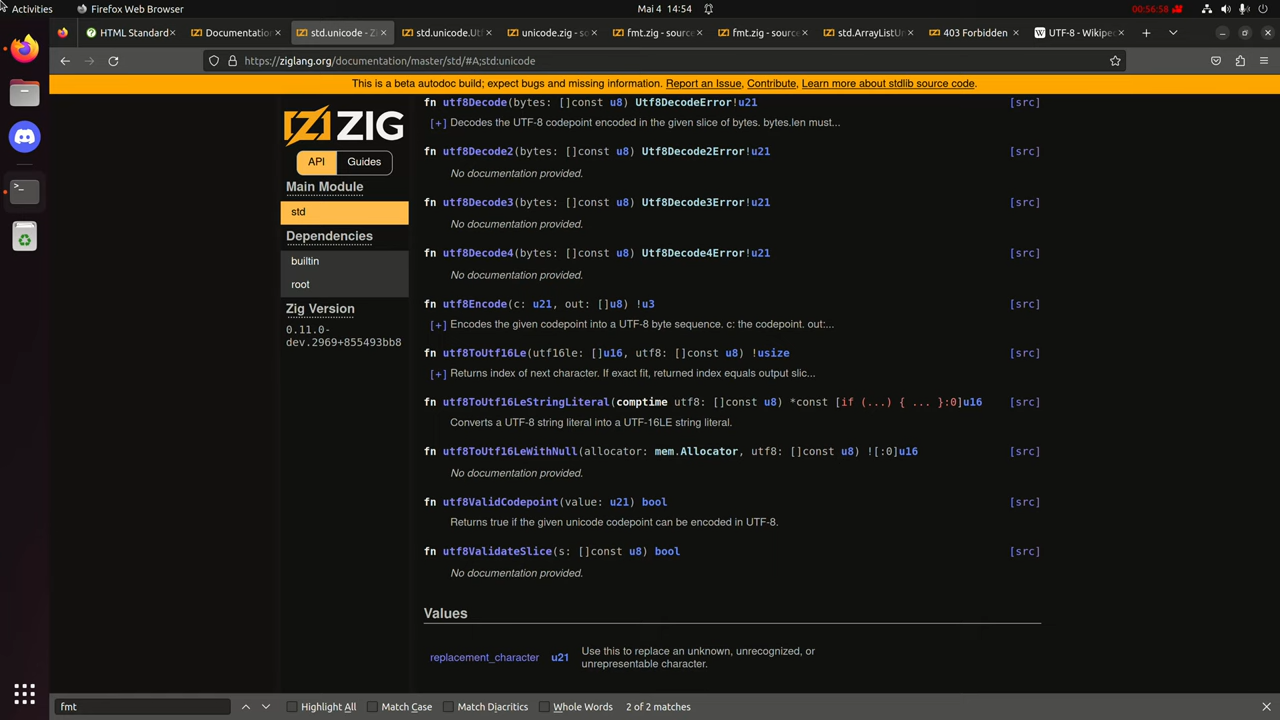 Activities
Firefox Web Browser
Mai 4 14:54
00:56:58
HTML Standard
Documentation
std.unicode - Z
std.unicode.Ut
unicode.zig - so
fmt.zig - source
fmt.zig - source
std.ArrayListUn
403 Forbidden
UTF-8 - Wikipe
https://ziglang.org/documentation/master/std/#A;std:unicode
This is a beta autodoc build; expect bugs and missing information. Report an Issue, Contribute, Learn more about stdlib source code.
ZIG
API
Guides
Main Module
std
Dependencies
builtin
root
Zig Version
0.11.0-
dev.2969+855493bb8
fn utf8Decode(bytes: []const u8) Utf8DecodeError!u21 [src]
[+] Decodes the UTF-8 codepoint encoded in the given slice of bytes. bytes.len must...
fn utf8Decode2(bytes: []const u8) Utf8Decode2Error!u21 [src]
No documentation provided.
fn utf8Decode3(bytes: []const u8) Utf8Decode3Error!u21 [src]
No documentation provided.
fn utf8Decode4(bytes: []const u8) Utf8Decode4Error!u21 [src]
No documentation provided.
fn utf8Encode(c: u21, out: []u8) !u3 [src]
[+] Encodes the given codepoint into a UTF-8 byte sequence. c: the codepoint. out:...
fn utf8ToUtf16Le(utf16le: []u16, utf8: []const u8) !usize [src]
[+] Returns index of next character. If exact fit, returned index equals output slic...
fn utf8ToUtf16LeStringLiteral(comptime utf8: []const u8) *const [if (...) { ... }:0]u16 [src]
Converts a UTF-8 string literal into a UTF-16LE string literal.
fn utf8ToUtf16LeWithNull(allocator: mem.Allocator, utf8: []const u8) ![:0]u16 [src]
No documentation provided.
fn utf8ValidCodepoint(value: u21) bool [src]
Returns true if the given unicode codepoint can be encoded in UTF-8.
fn utf8ValidateSlice(s: []const u8) bool [src]
No documentation provided.
Values
replacement_character u21 Use this to replace an unknown, unrecognized, or
unrepresentable character.
fmt
Highlight All
Match Case
Match Diacritics
Whole Words
2 of 2 matches